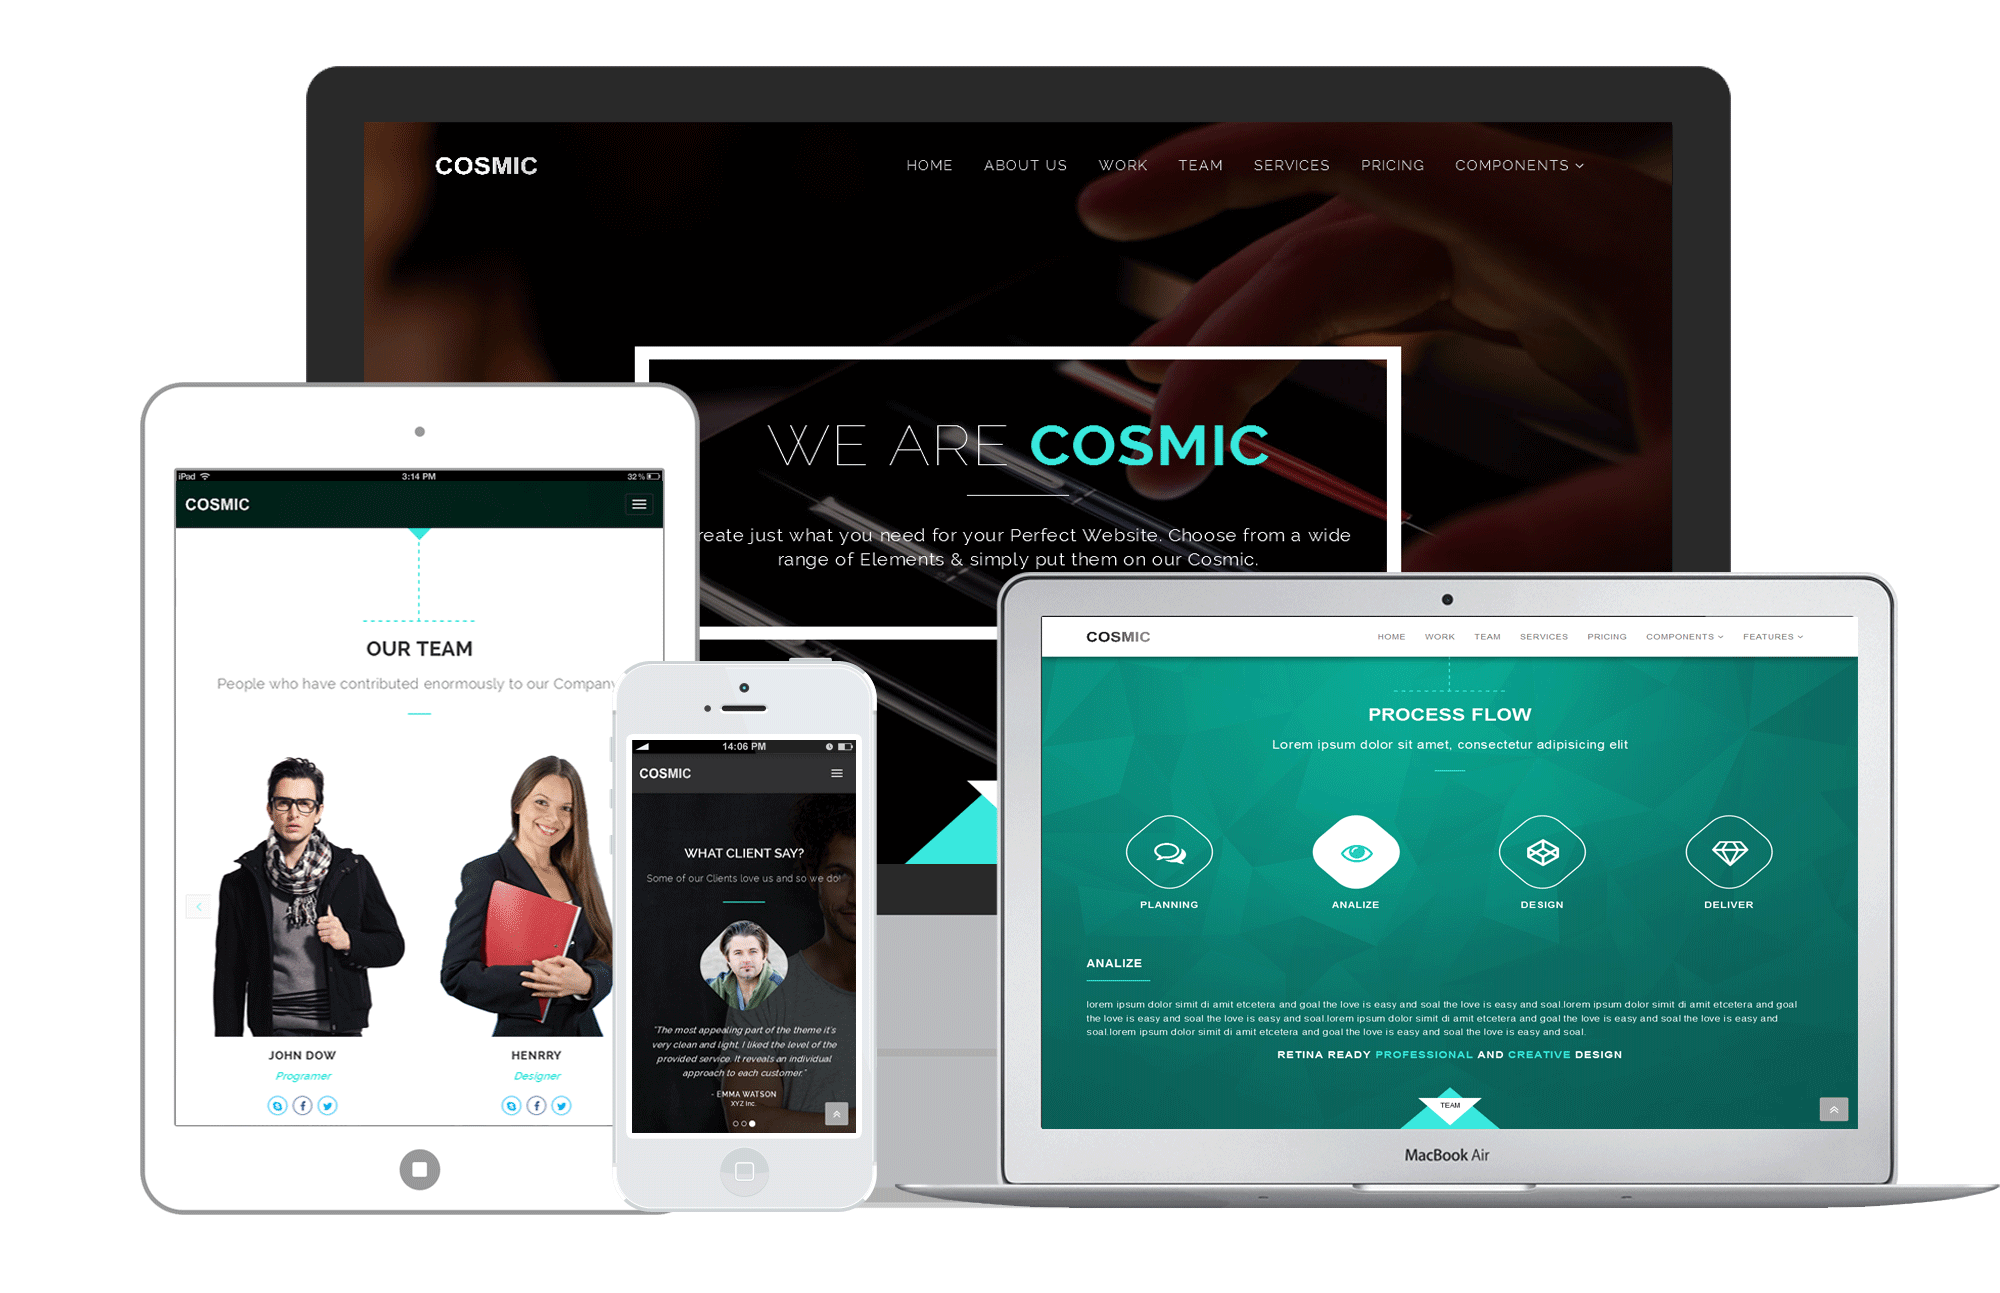 COSMIC
HOME ABOUT US WORK TEAM SERVICES PRICING COMPONENTS
WE ARE COSMIC
reate just what you need for your Perfect Website. Choose from a wide
range of Elements & simply put them on our Cosmic.
iPad 3:14 PM 32%
COSMIC
OUR TEAM
People who have contributed enormously to our Company
JOHN DOW
Programer
HENRRY
Designer
14:06 PM
COSMIC
WHAT CLIENT SAY?
Some of our Clients love us and so we do!
"The most appealing part of the theme it's
very clean and light, I liked the level of the
provided service. It reveals an individual
approach to each customer."
- EMMA WATSON
XYZ Inc.
COSMIC
HOME WORK TEAM SERVICES PRICING COMPONENTS FEATURES
PROCESS FLOW
Lorem ipsum dolor sit amet, consectetur adipisicing elit
PLANNING ANALIZE DESIGN DELIVER
ANALIZE
lorem ipsum dolor simit di amit etcetera and goal the love is easy and soal the love is easy and soal.lorem ipsum dolor simit di amit etcetera and goal
the love is easy and soal the love is easy and soal.lorem ipsum dolor simit di amit etcetera and goal the love is easy and soal the love is easy and
soal.lorem ipsum dolor simit di amit etcetera and goal the love is easy and soal the love is easy and soal.
RETINA READY PROFESSIONAL AND CREATIVE DESIGN
TEAM
MacBook Air